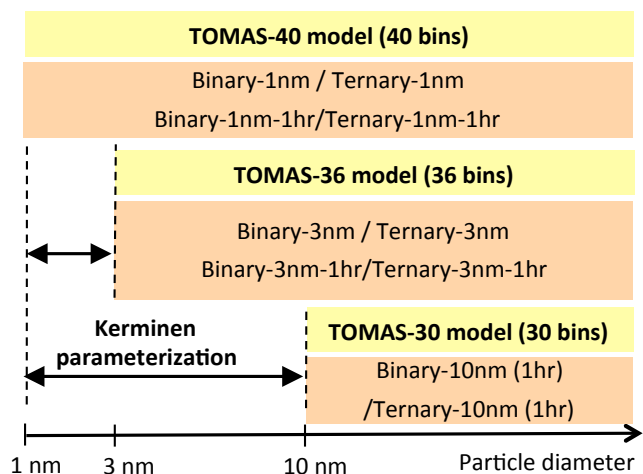 TOMAS-40 model (40 bins)
Binary-1nm / Ternary-1nm
Binary-1nm-1hr/Ternary-1nm-1hr
TOMAS-36 model (36 bins)
Binary-3nm / Ternary-3nm
Binary-3nm-1hr/Ternary-3nm-1hr
Kerminen
parameterization
TOMAS-30 model (30 bins)
Binary-10nm (1hr)
/Ternary-10nm (1hr)
1 nm
3 nm
10 nm
Particle diameter